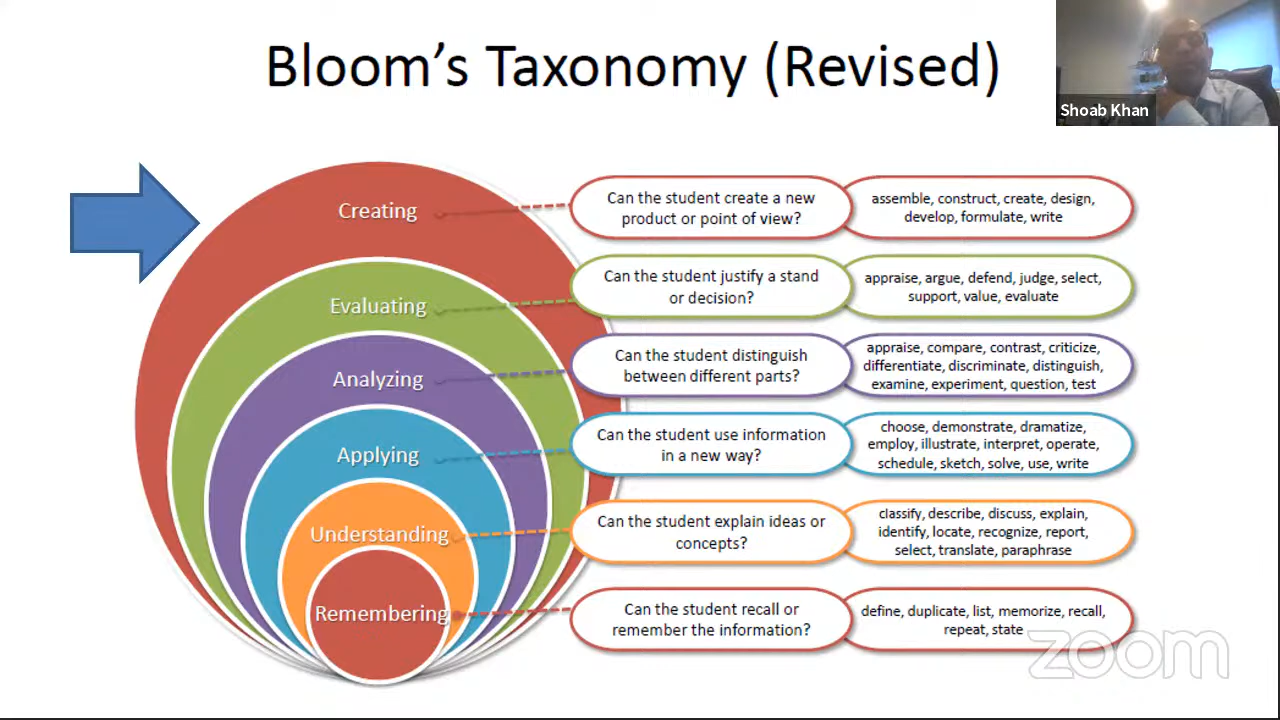 Bloom's Taxonomy (Revised)
Shoab Khan
Creating
Can the student create a new
product or point of view?
assemble, construct, create, design,
develop, formulate, write
Evaluating
Can the student justify a stand
or decision?
appraise, argue, defend, judge, select,
support, value, evaluate
Analyzing
Can the student distinguish
between different parts?
appraise, compare, contrast, criticize,
differentiate, discriminate, distinguish,
examine, experiment, question, test
Applying
Can the student use information
in a new way?
choose, demonstrate, dramatize,
employ, illustrate, interpret, operate,
schedule, sketch, solve, use, write
Understanding
Can the student explain ideas or
concepts?
classify, describe, discuss, explain,
identify, locate, recognize, report,
select, translate, paraphrase
Remembering
Can the student recall or
remember the information?
define, duplicate, list, memorize, recall,
repeat, state
zoom